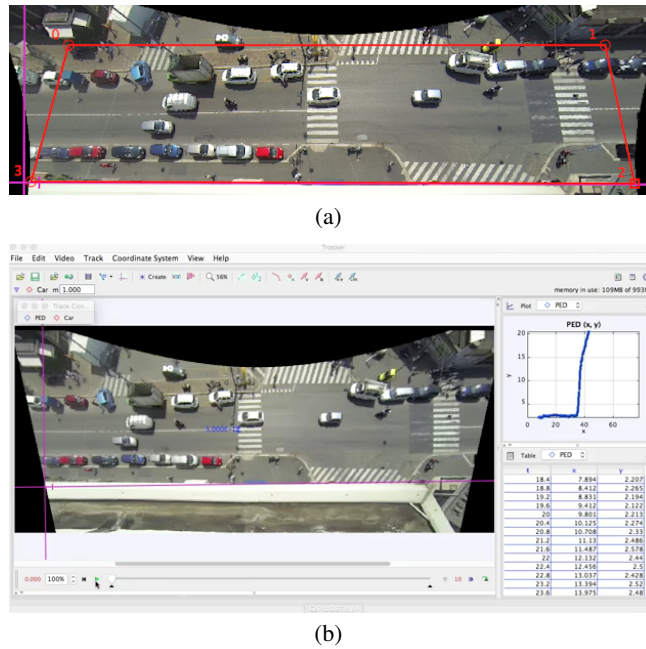 0
1
3
2
(a)
Tracker
File Edit Video Track Coordinate System View Help
Create 56%
Car m 1.000
memory in use: 109MB of 993
Track Con...
PED Car
Plot PED
PED (x, y)
20
15
10
5
y
0 20 40 60
x
Table PED
t x y
18.4 7.894 2.207
18.8 8.412 2.265
19.2 8.831 2.194
19.6 9.412 2.122
20 9.801 2.213
20.4 10.125 2.274
20.8 10.708 2.33
21.2 11.13 2.486
21.6 11.487 2.578
22 12.132 2.44
22.4 12.456 2.5
22.8 13.037 2.428
23.2 13.394 2.52
23.6 13.975 2.48
0.000 100% 10
(b)